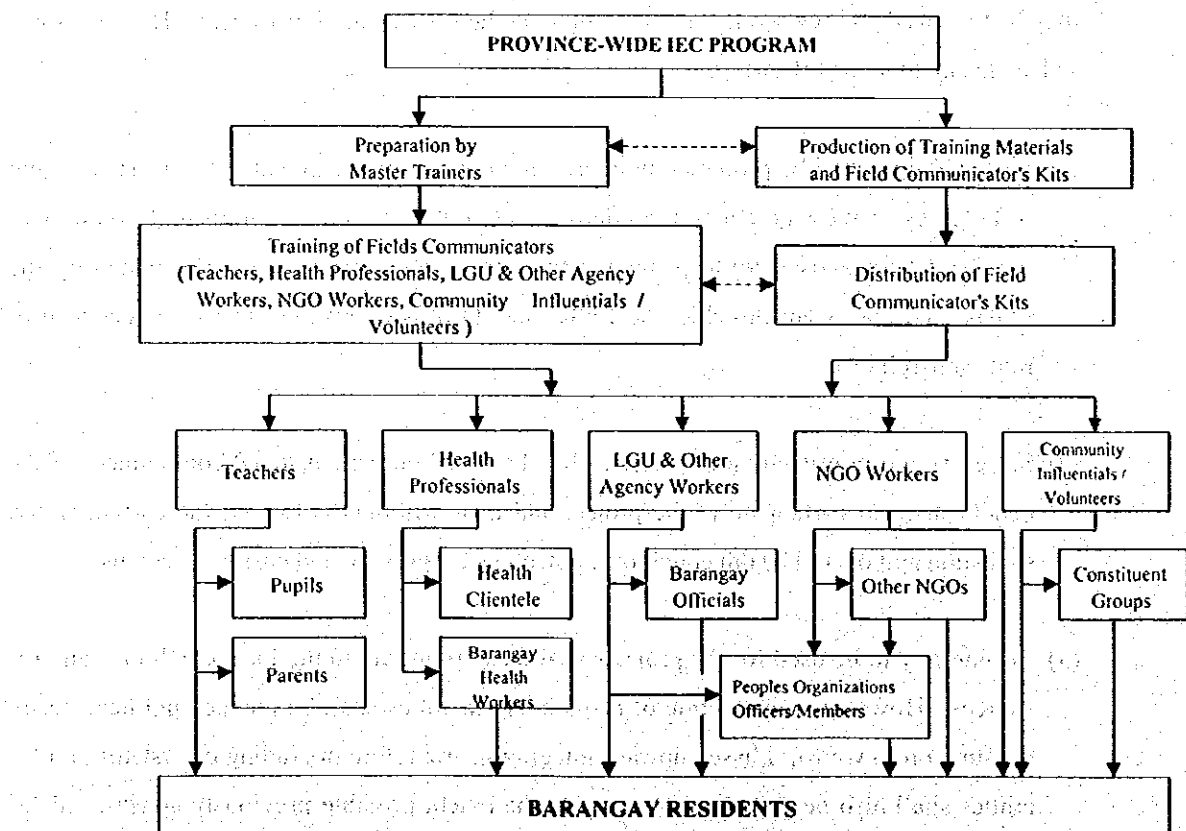 PROVINCE-WIDE IEC PROGRAM
Preparation by
Master Trainers
Production of Training Materials
and Field Communicator's Kits
Training of Fields Communicators
(Teachers, Health Professionals, LGU & Other Agency
Workers, NGO Workers, Community Influentials /
Volunteers )
Distribution of Field
Communicator's Kits
Teachers
Health
Professionals
LGU & Other
Agency Workers
NGO Workers
Community
Influentials /
Volunteers
Pupils
Health
Clientele
Barangay
Officials
Other NGOs
Constituent
Groups
Parents
Barangay
Health
Workers
Peoples Organizations
Officers/Members
BARANGAY RESIDENTS